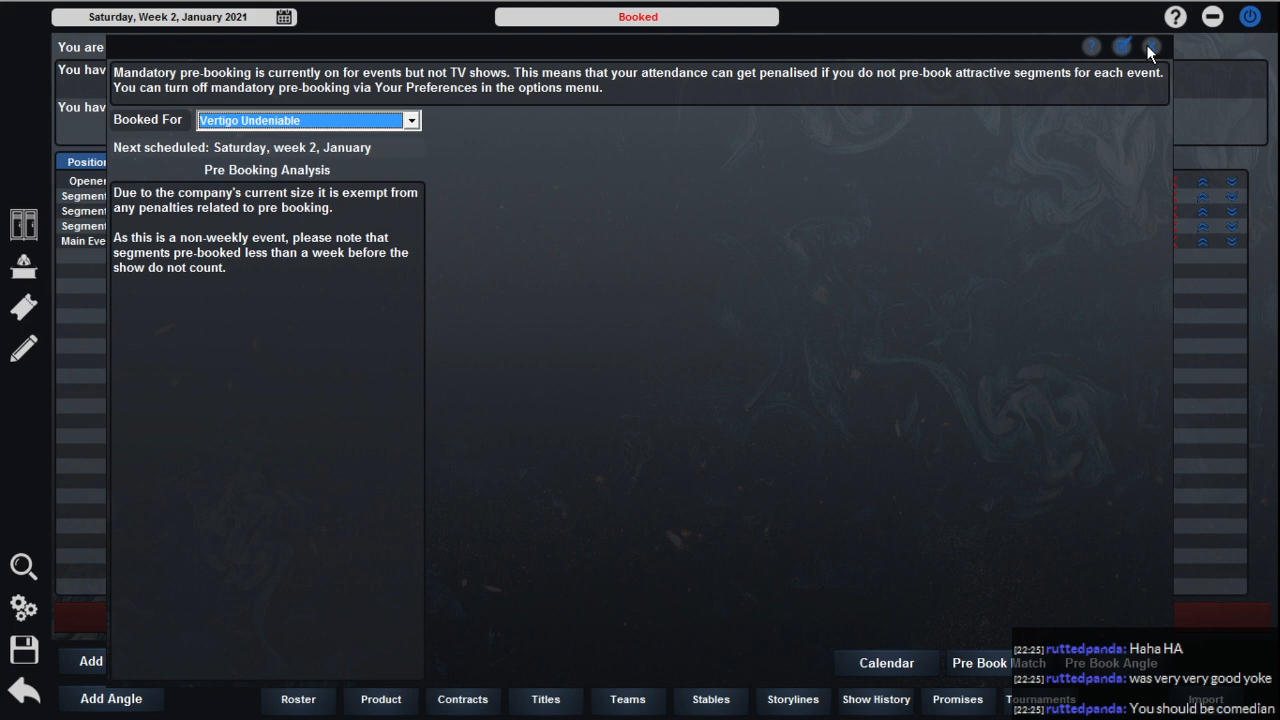 Saturday, Week 2, January 2021
Booked
You are
You hav
Mandatory pre-booking is currently on for events but not TV shows. This means that your attendance can get penalised if you do not pre-book attractive segments for each event.
You can turn off mandatory pre-booking via Your Preferences in the options menu.
You hav
Booked For
Vertigo Undeniable
Next scheduled: Saturday, week 2, January
Position
Pre Booking Analysis
Opener
Due to the company's current size it is exempt from
any penalties related to pre booking.
Segment
Segment
Segment
Main Eve
As this is a non-weekly event, please note that
segments pre-booked less than a week before the
show do not count.
Add
Calendar
Pre Book Match
Pre Book Angle
Add Angle
Roster
Product
Contracts
Titles
Teams
Stables
Storylines
Show History
Promises
Tournaments
Import
[22:25] ruttedpanda: Haha HA
[22:25] ruttedpanda: was very very good yoke
[22:25] ruttedpanda: You should be comedian